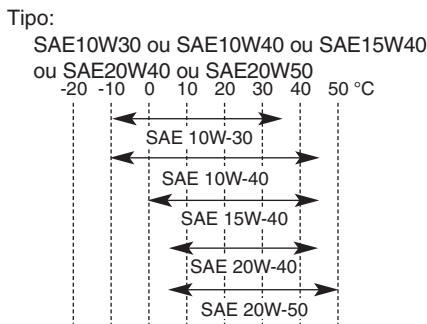 Tipo:
SAE10W30 ou SAE10W40 ou SAE15W40
ou SAE20W40 ou SAE20W50
-20 -10 0 10 20 30 40 50 °C
SAE 10W-30
SAE 10W-40
SAE 15W-40
SAE 20W-40
SAE 20W-50